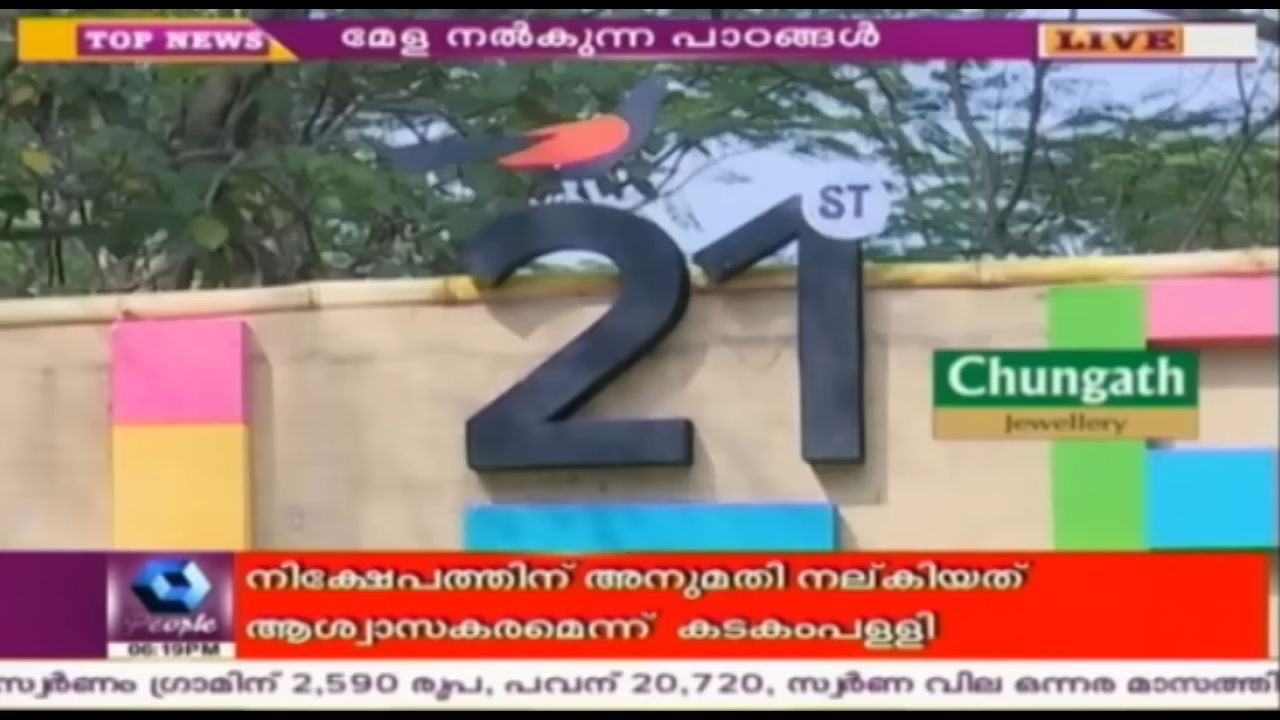 TOP NEWS
മേള നൽകുന്ന പാഠങ്ങൾ
LIVE
ST
21
Chungath
Jewellery
നിക്ഷേപത്തിന് അനുമതി നല്കിയത്
ആശ്വാസകരമെന്ന് കടകംപളളി
People
06:19PM
സ്വർണം ഗ്രാമിന് 2,590 രൂപ, പവന് 20,720, സ്വർണ വില ഒന്നര മാസത്തി